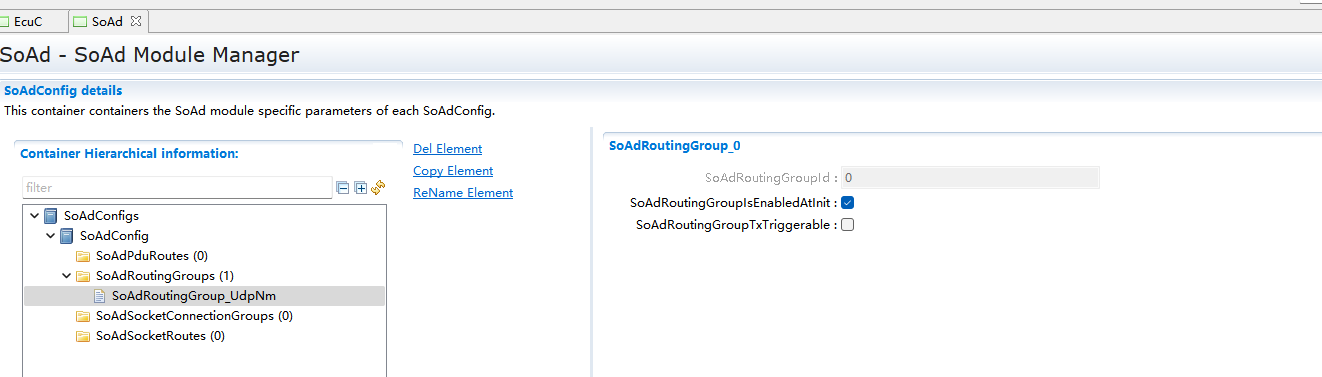 EcuC
SoAd
SoAd - SoAd Module Manager
SoAdConfig details
This container containers the SoAd module specific parameters of each SoAdConfig.
Container Hierarchical information:
filter
SoAdConfigs
SoAdConfig
SoAdPduRoutes (0)
SoAdRoutingGroups (1)
SoAdRoutingGroup_UdpNm
SoAdSocketConnectionGroups (0)
SoAdSocketRoutes (0)
Del Element
Copy Element
ReName Element
SoAdRoutingGroup_0
SoAdRoutingGroupId : 0
SoAdRoutingGroupIsEnabledAtInit :
SoAdRoutingGroupTxTriggerable :